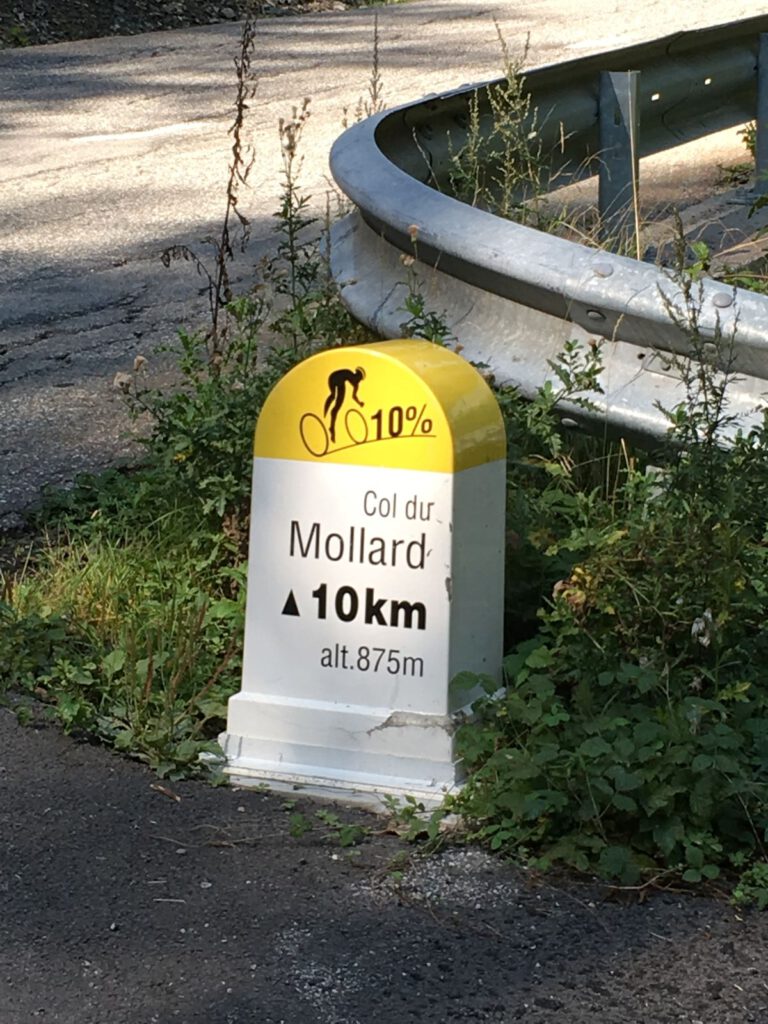 10%
Col du
Mollard
▲ 10km
alt.875m